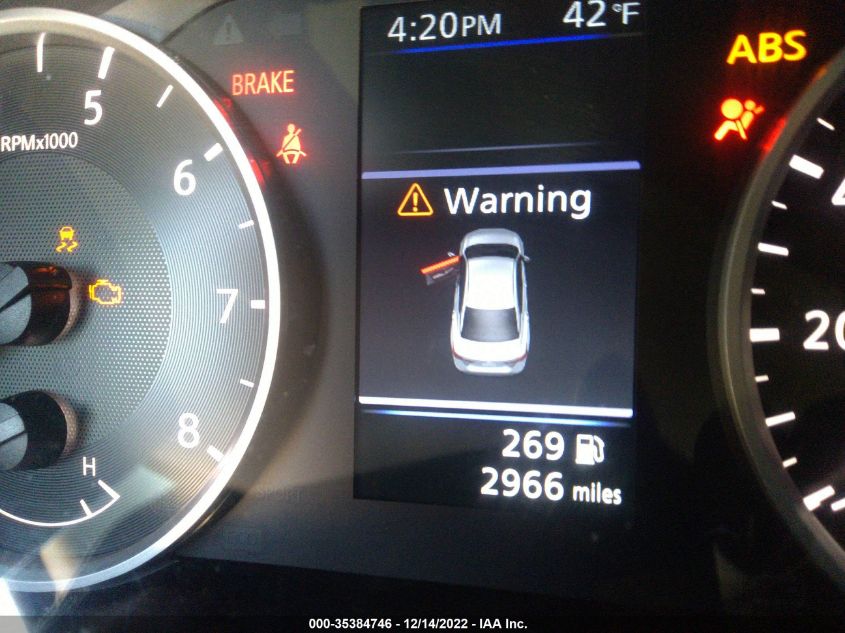 4:20PM 42°F
BRAKE
ABS
5
RPMx1000
6
Warning
7
20
8
H
269
2966 miles
000-35384746 - 12/14/2022 - IAA Inc.